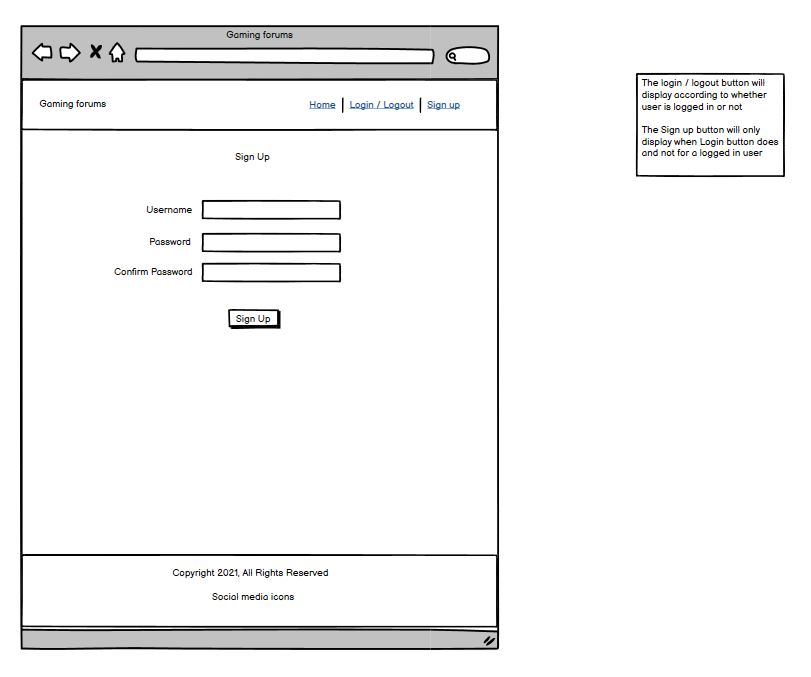 Gaming forums
Gaming forums
Home
Login / Logout
Sign up
Sign Up
Username
Password
Confirm Password
Sign Up
Copyright 2021, All Rights Reserved
Social media icons
The login / logout button will
display according to whether
user is logged in or not
The Sign up button will only
display when Login button does
and not for a logged in user